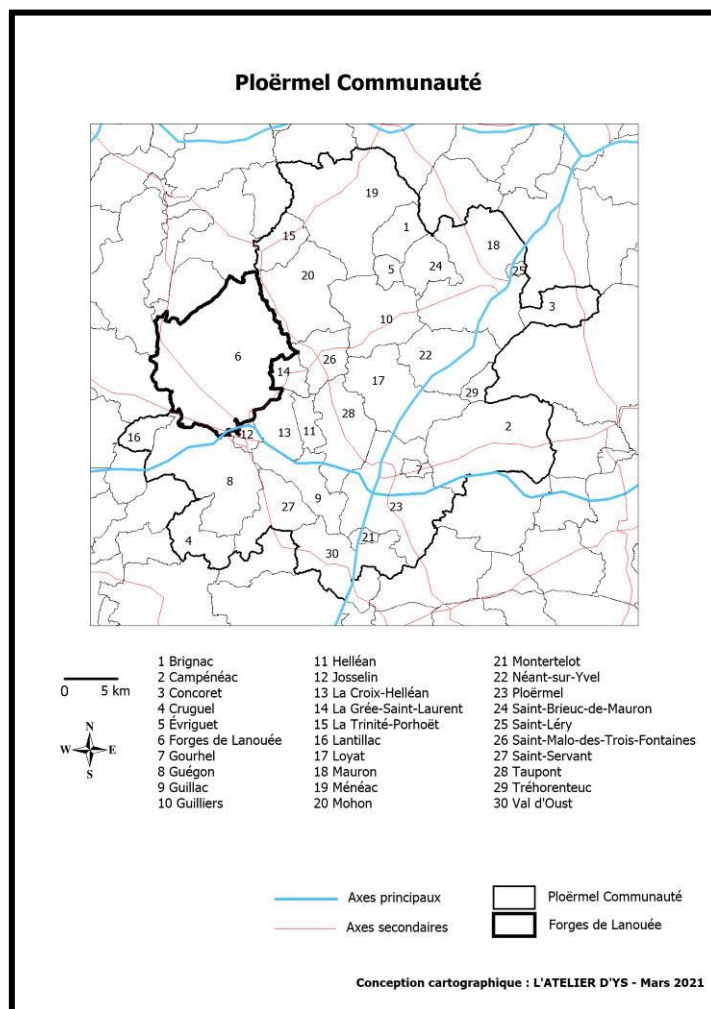 Ploërmel Communauté
19
1
15
18
5
24
25
20
3
10
6
26
22
14
17
29
28
2
16
12
13
11
8
7
27
9
23
4
21
30
0 5 km
N
W E
S
1 Brignac
2 Campénéac
3 Concoret
4 Cruguel
5 Évriguet
6 Forges de Lanouée
7 Gourhel
8 Guégon
9 Guillac
10 Guilliers
11 Helléan
12 Josselin
13 La Croix-Helléan
14 La Grée-Saint-Laurent
15 La Trinité-Porhoët
16 Lantillac
17 Loyat
18 Mauron
19 Ménéac
20 Mohon
21 Montertelot
22 Néant-sur-Yvel
23 Ploërmel
24 Saint-Brieuc-de-Mauron
25 Saint-Léry
26 Saint-Malo-des-Trois-Fontaines
27 Saint-Servant
28 Taupont
29 Tréhorenteuc
30 Val d'Oust
Axes principaux
Axes secondaires
Ploërmel Communauté
Forges de Lanouée
Conception cartographique : L'ATELIER D'YS - Mars 2021